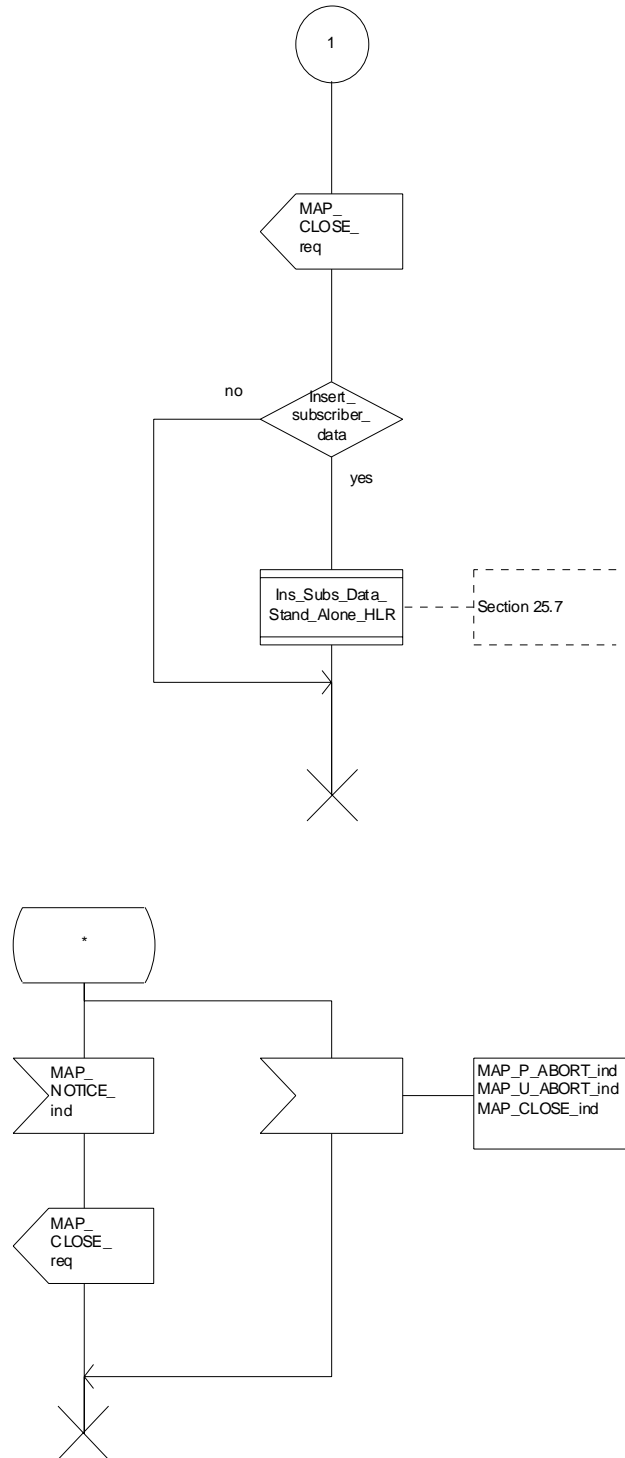 1
MAP_
CLOSE_
req
no
Insert_
subscriber_
data
yes
Ins_Subs_Data_
Stand_Alone_HLR
Section 25.7
*
MAP_
NOTICE_
ind
MAP_P_ABORT_ind
MAP_U_ABORT_ind
MAP_CLOSE_ind
MAP_
CLOSE_
req